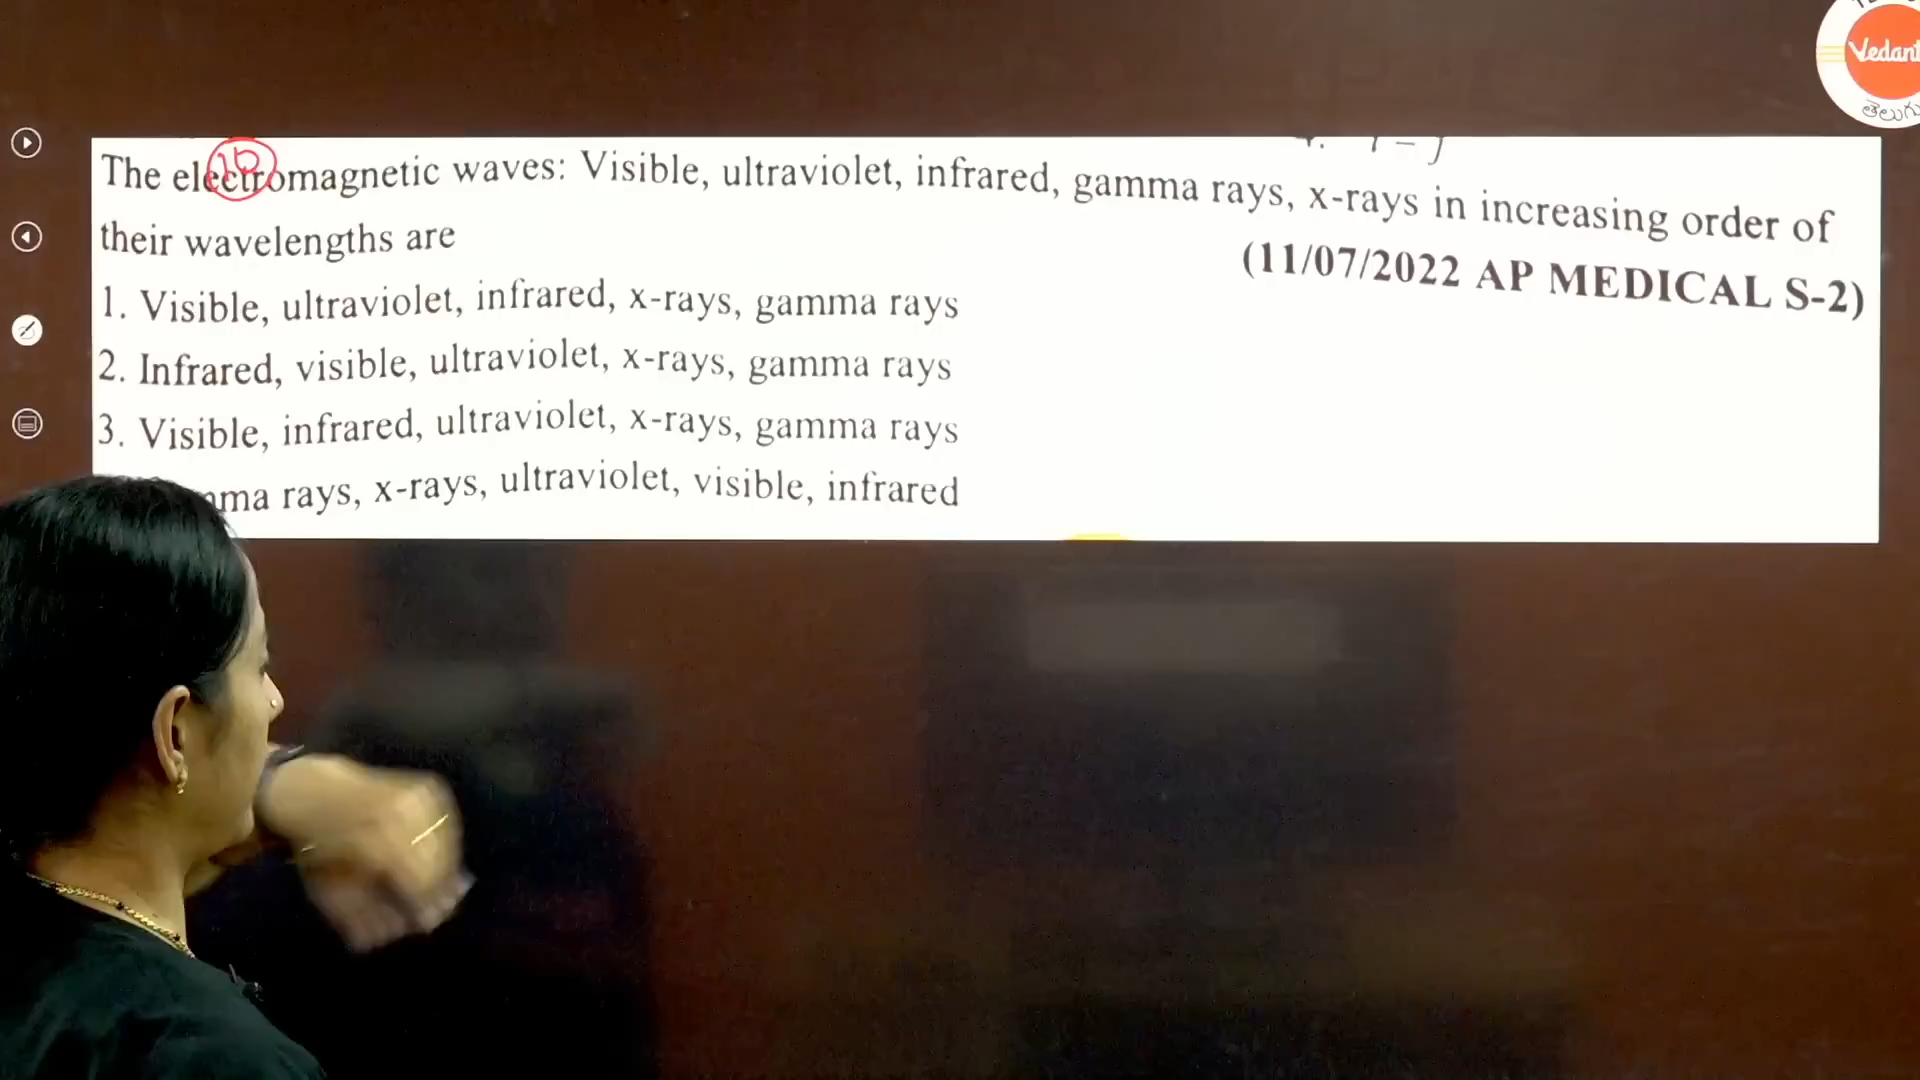 Vedant
తెలుగు
16
The electromagnetic waves: Visible, ultraviolet, infrared, gamma rays, x-rays in increasing order of
their wavelengths are
(11/07/2022 AP MEDICAL S-2)
1. Visible, ultraviolet, infrared, x-rays, gamma rays
2. Infrared, visible, ultraviolet, x-rays, gamma rays
3. Visible, infrared, ultraviolet, x-rays, gamma rays
rays, x-rays, ultraviolet, visible, infrared